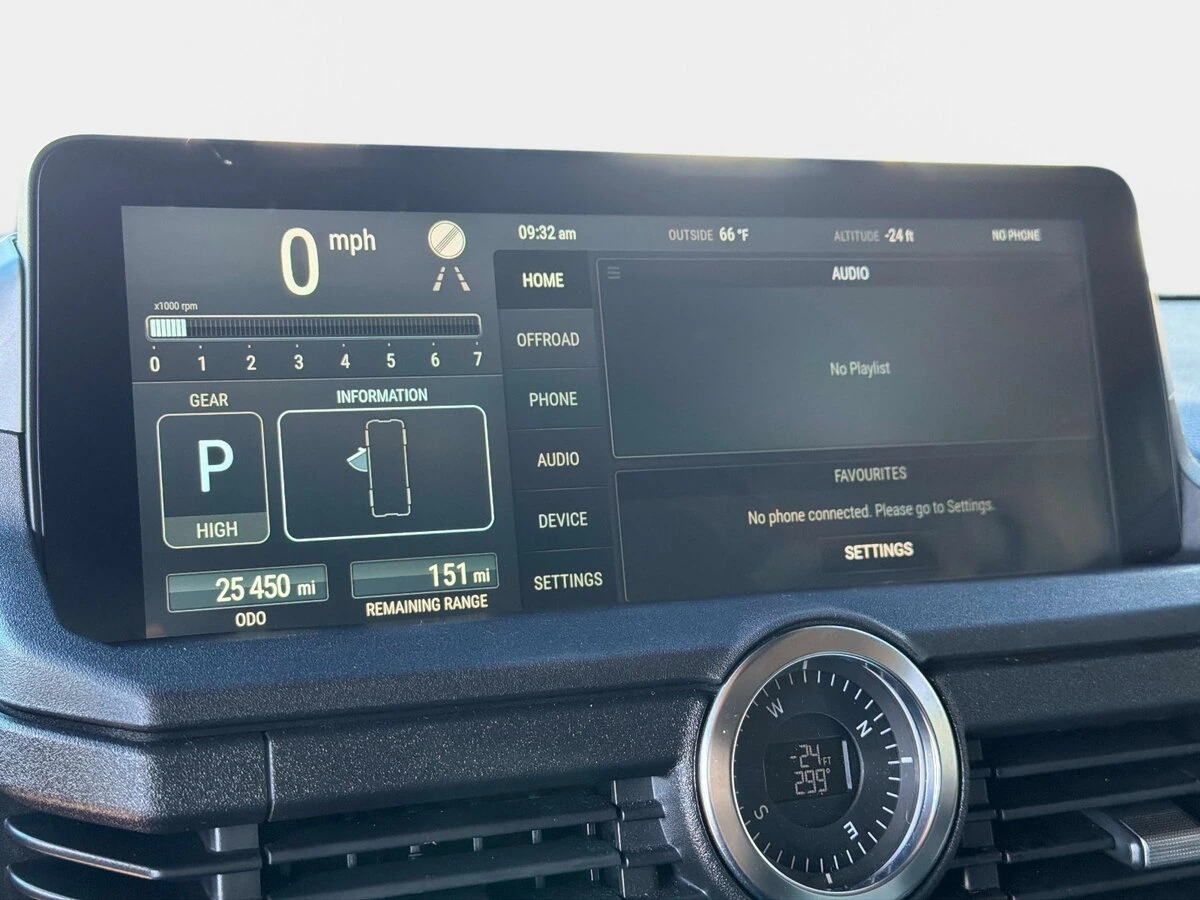 0 mph
x1000 rpm
0 1 2 3 4 5 6 7
GEAR
P
HIGH
INFORMATION
25 450 mi
ODO
151 mi
REMAINING RANGE
09:32 am
OUTSIDE 66°F
ALTITUDE -24 ft
NO PHONE
HOME
OFFROAD
PHONE
AUDIO
DEVICE
SETTINGS
AUDIO
No Playlist
FAVOURITES
No phone connected. Please go to Settings.
SETTINGS
W
N
-24 FT
299°
S
E